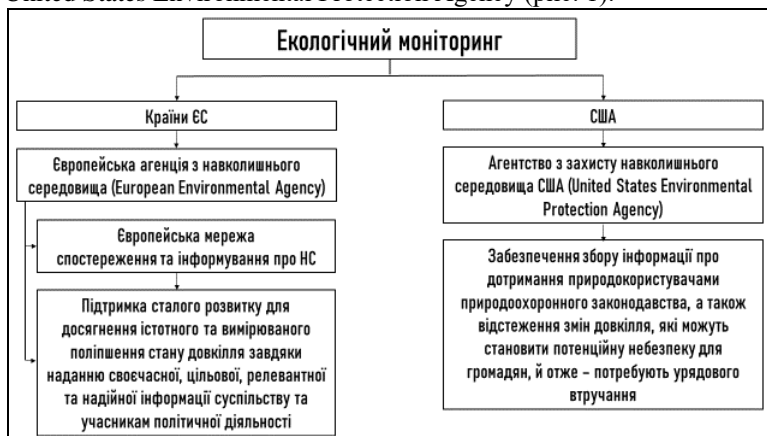 United States Environmental Protection Agency (рис. 1).
Екологічний моніторинг
Країни ЄС
Європейська агенція з навколишнього
середовища (European Environmental Agency)
Європейська мережа
спостереження та інформування про НС
Підтримка сталого розвитку для
досягнення істотного та вимірюваного
поліпшення стану довкілля завдяки
наданню своєчасної, цільової, релевантної
та надійної інформації суспільству та
учасникам політичної діяльності
США
Агентство з захисту навколишнього
середовища США (United States Environmental
Protection Agency)
Забезпечення збору інформації про
дотримання природокористувачами
природоохоронного законодавства, а також
відстеження змін довкілля, які можуть
становити потенційну небезпеку для
громадян, й отже – потребують урядового
втручання